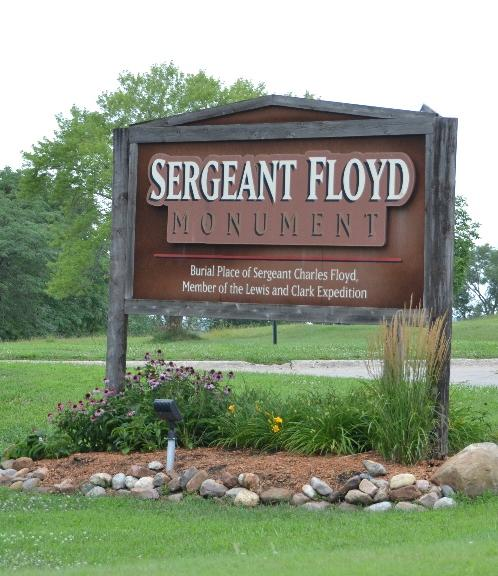 SERGEANT FLOYD
MONUMENT
Burial Place of Sergeant Charles Floyd,
Member of the Lewis and Clark Expedition